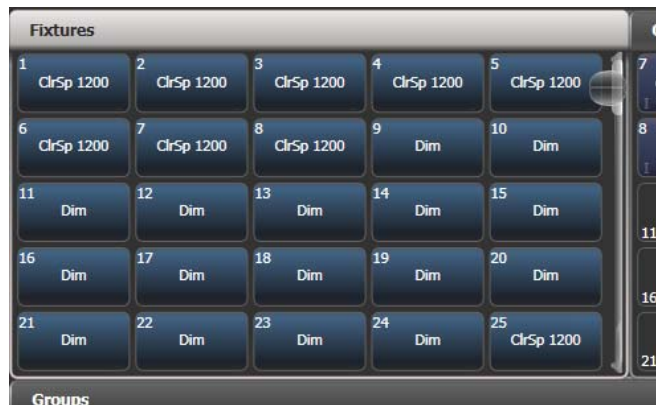 Fixtures
1 ClrSp 1200
2 ClrSp 1200
3 ClrSp 1200
4 ClrSp 1200
5 ClrSp 1200
6 ClrSp 1200
7 ClrSp 1200
8 ClrSp 1200
9 Dim
10 Dim
11 Dim
12 Dim
13 Dim
14 Dim
15 Dim
16 Dim
17 Dim
18 Dim
19 Dim
20 Dim
21 Dim
22 Dim
23 Dim
24 Dim
25 ClrSp 1200
7
8
11
16
21
Groups